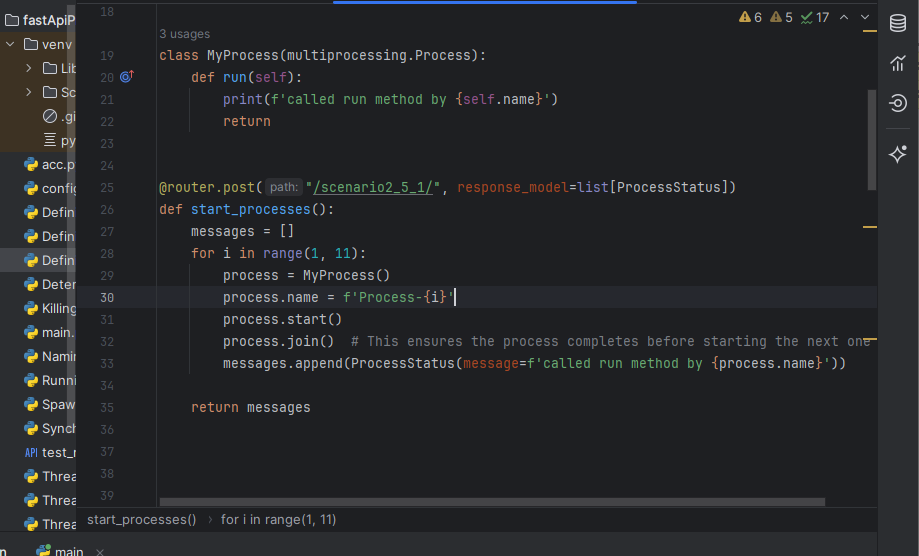 fastApiP
venv
Lib
Sc
.gi
py
acc.p
config
Defin
Defin
Defin
Deter
Killing
main.
Namin
Runni
Spaw
Synch
API test_r
Threa
Threa
Threa
6 5 17
18
3 usages
19 class MyProcess(multiprocessing.Process):
20 def run(self):
21 print(f'called run method by {self.name}')
22 return
23
24
25 @router.post( path: "/scenario2_5_1/", response_model=list[ProcessStatus])
26 def start_processes():
27 messages = []
28 for i in range(1, 11):
29 process = MyProcess()
30 process.name = f'Process-{i}'
31 process.start()
32 process.join()  # This ensures the process completes before starting the next one
33 messages.append(ProcessStatus(message=f'called run method by {process.name}'))
34
35 return messages
36
37
38
39
start_processes() › for i in range(1, 11)
n main ×